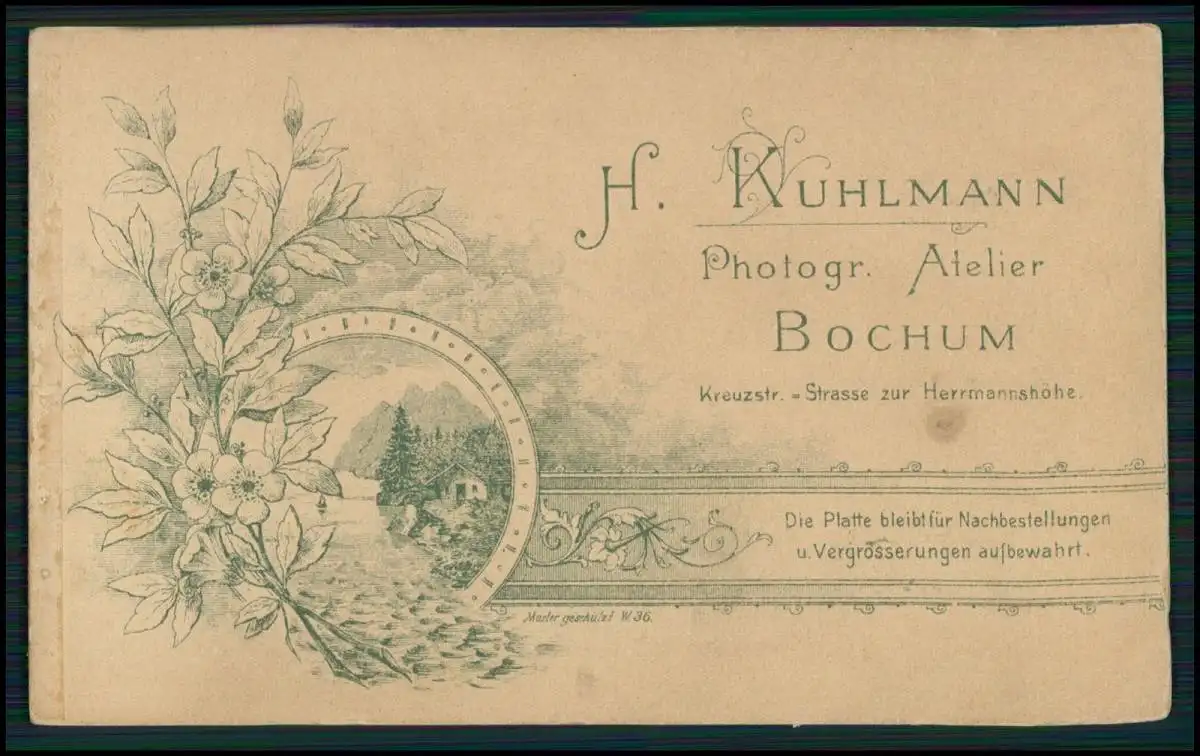 H. KUHLMANN
Photogr. Atelier
BOCHUM
Kreuzstr. = Strasse zur Herrmannshöhe.
Die Platte bleibt für Nachbestellungen
u. Vergrösserungen aufbewahrt.
Muster geschützt W. 36.